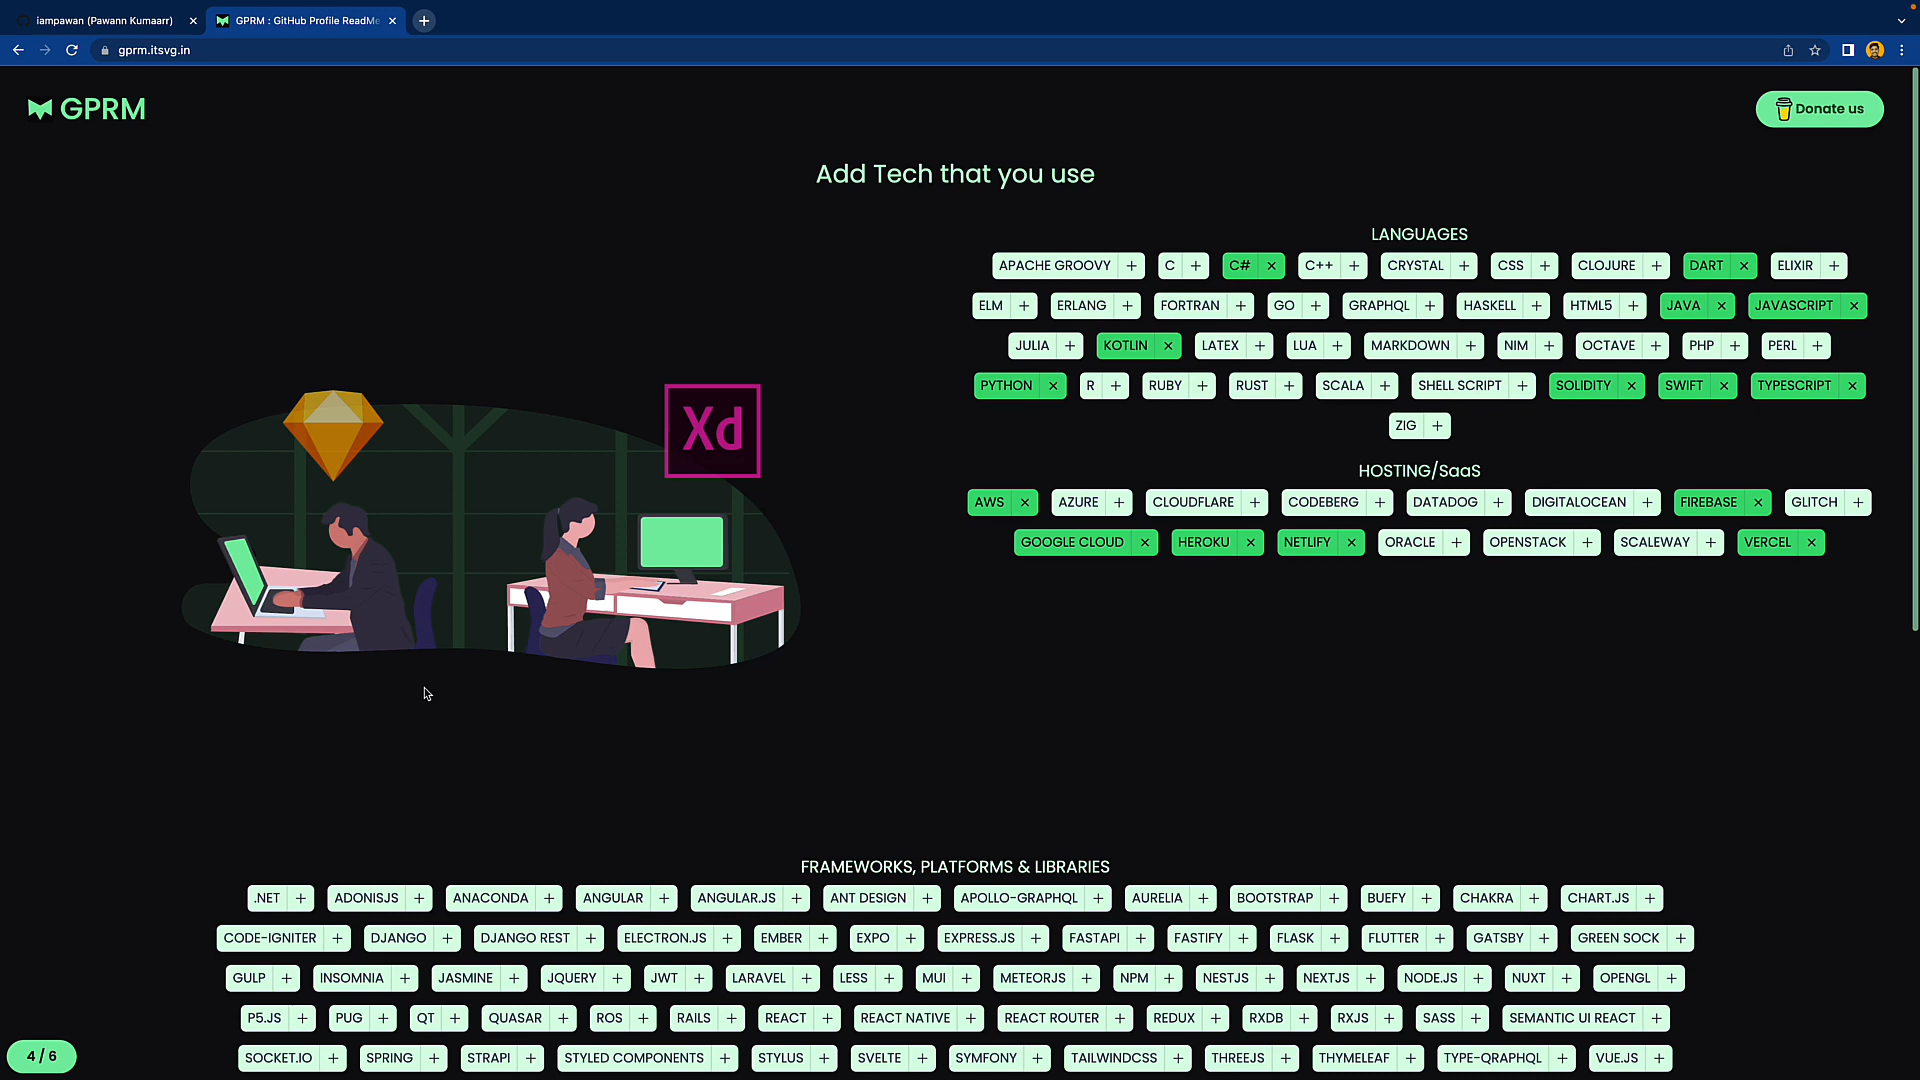 iampawan (Pawann Kumaarr)
GPRM : GitHub Profile ReadMe
gprm.itsvg.in
GPRM
Donate us
Add Tech that you use
LANGUAGES
APACHE GROOVY + C + C# × C++ + CRYSTAL + CSS + CLOJURE + DART × ELIXIR +
ELM + ERLANG + FORTRAN + GO + GRAPHQL + HASKELL + HTML5 + JAVA × JAVASCRIPT ×
JULIA + KOTLIN × LATEX + LUA + MARKDOWN + NIM + OCTAVE + PHP + PERL +
PYTHON × R + RUBY + RUST + SCALA + SHELL SCRIPT + SOLIDITY × SWIFT × TYPESCRIPT ×
ZIG +
HOSTING/SaaS
AWS × AZURE + CLOUDFLARE + CODEBERG + DATADOG + DIGITALOCEAN + FIREBASE × GLITCH +
GOOGLE CLOUD × HEROKU × NETLIFY × ORACLE + OPENSTACK + SCALEWAY + VERCEL ×
Xd
FRAMEWORKS, PLATFORMS & LIBRARIES
.NET + ADONISJS + ANACONDA + ANGULAR + ANGULAR.JS + ANT DESIGN + APOLLO-GRAPHQL + AURELIA + BOOTSTRAP + BUEFY + CHAKRA + CHART.JS +
CODE-IGNITER + DJANGO + DJANGO REST + ELECTRON.JS + EMBER + EXPO + EXPRESS.JS + FASTAPI + FASTIFY + FLASK + FLUTTER + GATSBY + GREEN SOCK +
GULP + INSOMNIA + JASMINE + JQUERY + JWT + LARAVEL + LESS + MUI + METEORJS + NPM + NESTJS + NEXTJS + NODE.JS + NUXT + OPENGL +
P5.JS + PUG + QT + QUASAR + ROS + RAILS + REACT + REACT NATIVE + REACT ROUTER + REDUX + RXDB + RXJS + SASS + SEMANTIC UI REACT +
SOCKET.IO + SPRING + STRAPI + STYLED COMPONENTS + STYLUS + SVELTE + SYMFONY + TAILWINDCSS + THREEJS + THYMELEAF + TYPE-QRAPHQL + VUE.JS +
4 / 6